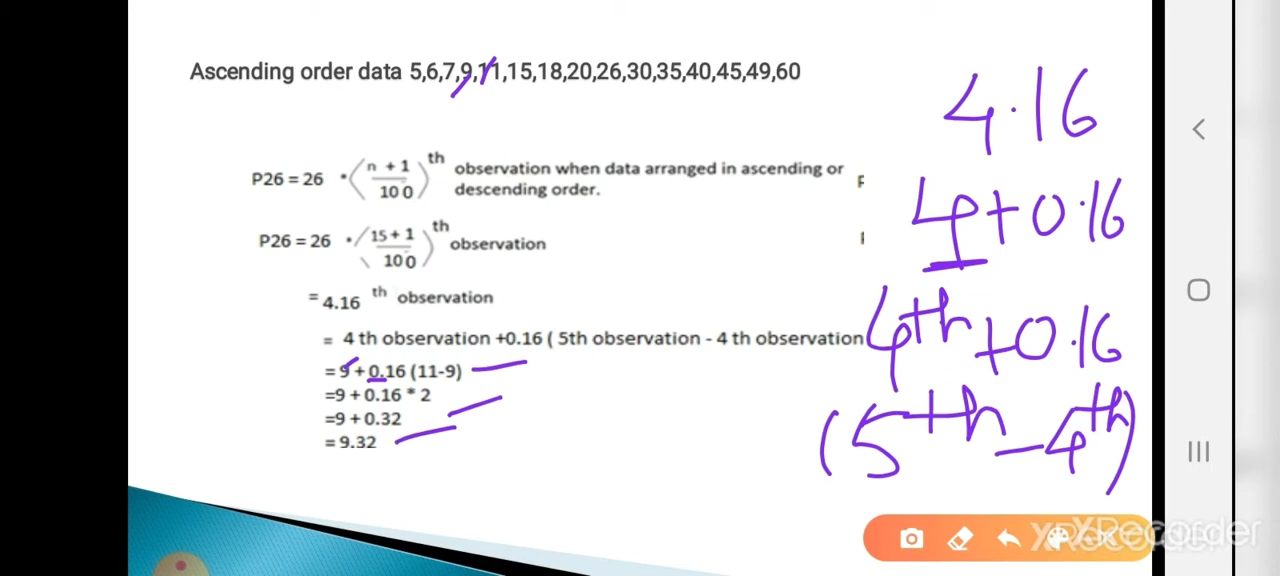 Ascending order data 5,6,7,9,11,15,18,20,26,30,35,40,45,49,60
4.16
P26 = 26 * (n + 1 / 100) th observation when data arranged in ascending or descending order.
4+0.16
P26 = 26 * (15 + 1 / 100) th observation
= 4.16 th observation
4th+0.16
= 4 th observation +0.16 ( 5th observation - 4 th observation
= 9 + 0.16 (11-9)
=9 + 0.16 * 2
(5th-4th)
=9 + 0.32
= 9.32
XRecorder